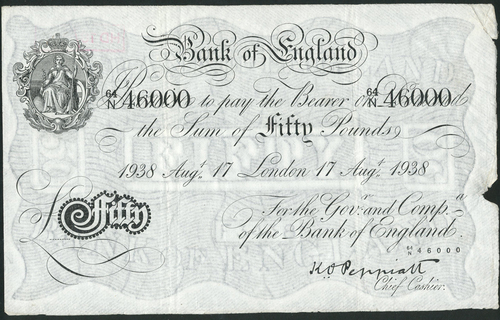 Bank of England
64/N 46000 to pay the Bearer on 64/N 46000
the Sum of Fifty Pounds
1938 Augt. 17 London 17 Augt. 1938
£ Fifty
For the Govr. and Compa.
of the Bank of England.
64/N 46000
K.O. Peppiatt
Chief Cashier.